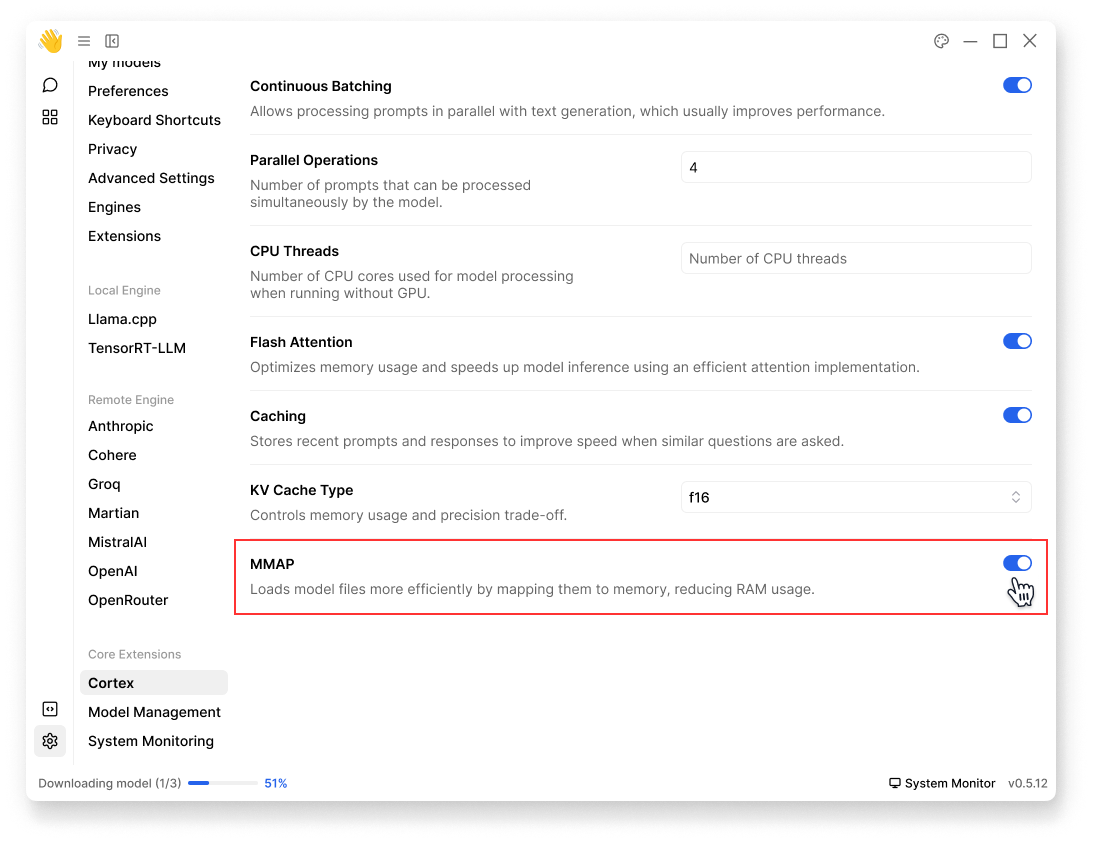 My models
Preferences
Keyboard Shortcuts
Privacy
Advanced Settings
Engines
Extensions
Local Engine
Llama.cpp
TensorRT-LLM
Remote Engine
Anthropic
Cohere
Groq
Martian
MistralAI
OpenAI
OpenRouter
Core Extensions
Cortex
Model Management
System Monitoring
Continuous Batching
Allows processing prompts in parallel with text generation, which usually improves performance.
Parallel Operations
Number of prompts that can be processed
simultaneously by the model.
4
CPU Threads
Number of CPU cores used for model processing
when running without GPU.
Number of CPU threads
Flash Attention
Optimizes memory usage and speeds up model inference using an efficient attention implementation.
Caching
Stores recent prompts and responses to improve speed when similar questions are asked.
KV Cache Type
Controls memory usage and precision trade-off.
f16
MMAP
Loads model files more efficiently by mapping them to memory, reducing RAM usage.
Downloading model (1/3) 51%
System Monitor v0.5.12